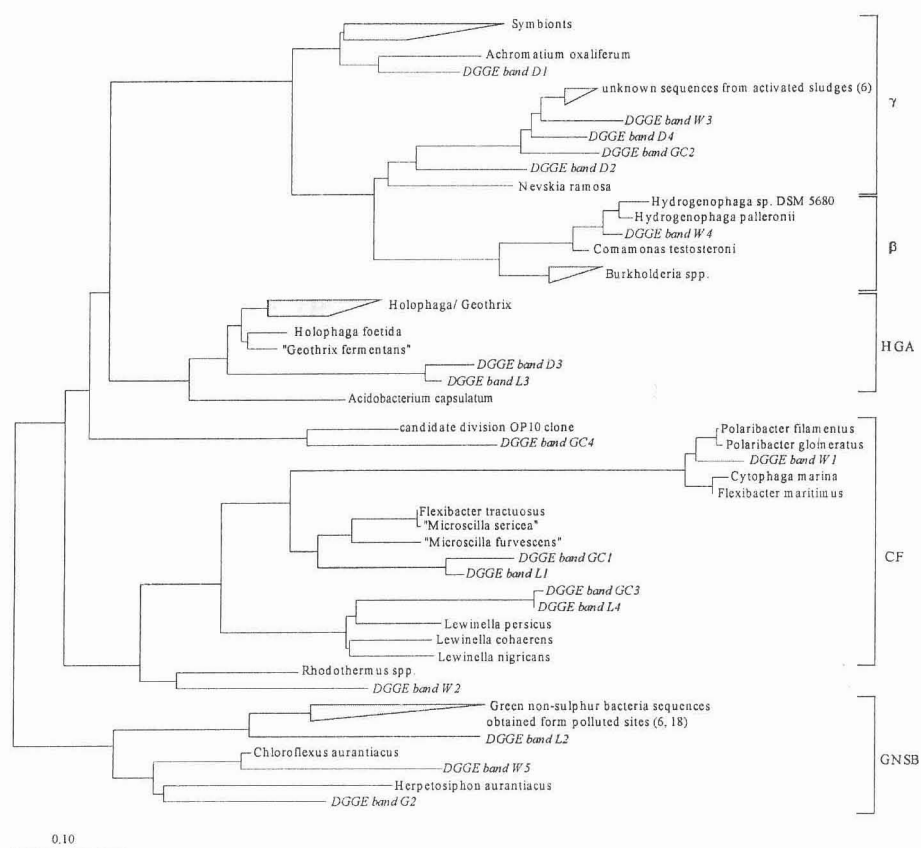 Symbionts
Achromatium oxaliferum
DGGE band D1
unknown sequences from activated sludges (6)
γ
DGGE band W3
DGGE band D4
DGGE band GC2
DGGE band D2
Nevskia ramosa
Hydrogenophaga sp. DSM 5680
Hydrogenophaga palleronii
DGGE band W4
β
Comamonas testosteroni
Burkholderia spp.
Holophaga/ Geothrix
Holophaga foetida
HGA
"Geothrix fermentans"
DGGE band D3
DGGE band L3
Acidobacterium capsulatum
candidate division OP10 clone
Polaribacter filamentus
DGGE band GC4
Polaribacter glomeratus
DGGE band W1
Cytophaga marina
Flexibacter maritimus
Flexibacter tractuosus
"Microscilla sericea"
"Microscilla furvescens"
CF
DGGE band GC1
DGGE band L1
DGGE band GC3
DGGE band L4
Lewinella persicus
Lewinella cohaerens
Lewinella nigricans
Rhodothermus spp.
DGGE band W2
Green non-sulphur bacteria sequences
obtained form polluted sites (6, 18)
DGGE band L2
Chloroflexus aurantiacus
GNSB
DGGE band W5
Herpetosiphon aurantiacus
DGGE band G2
0.10